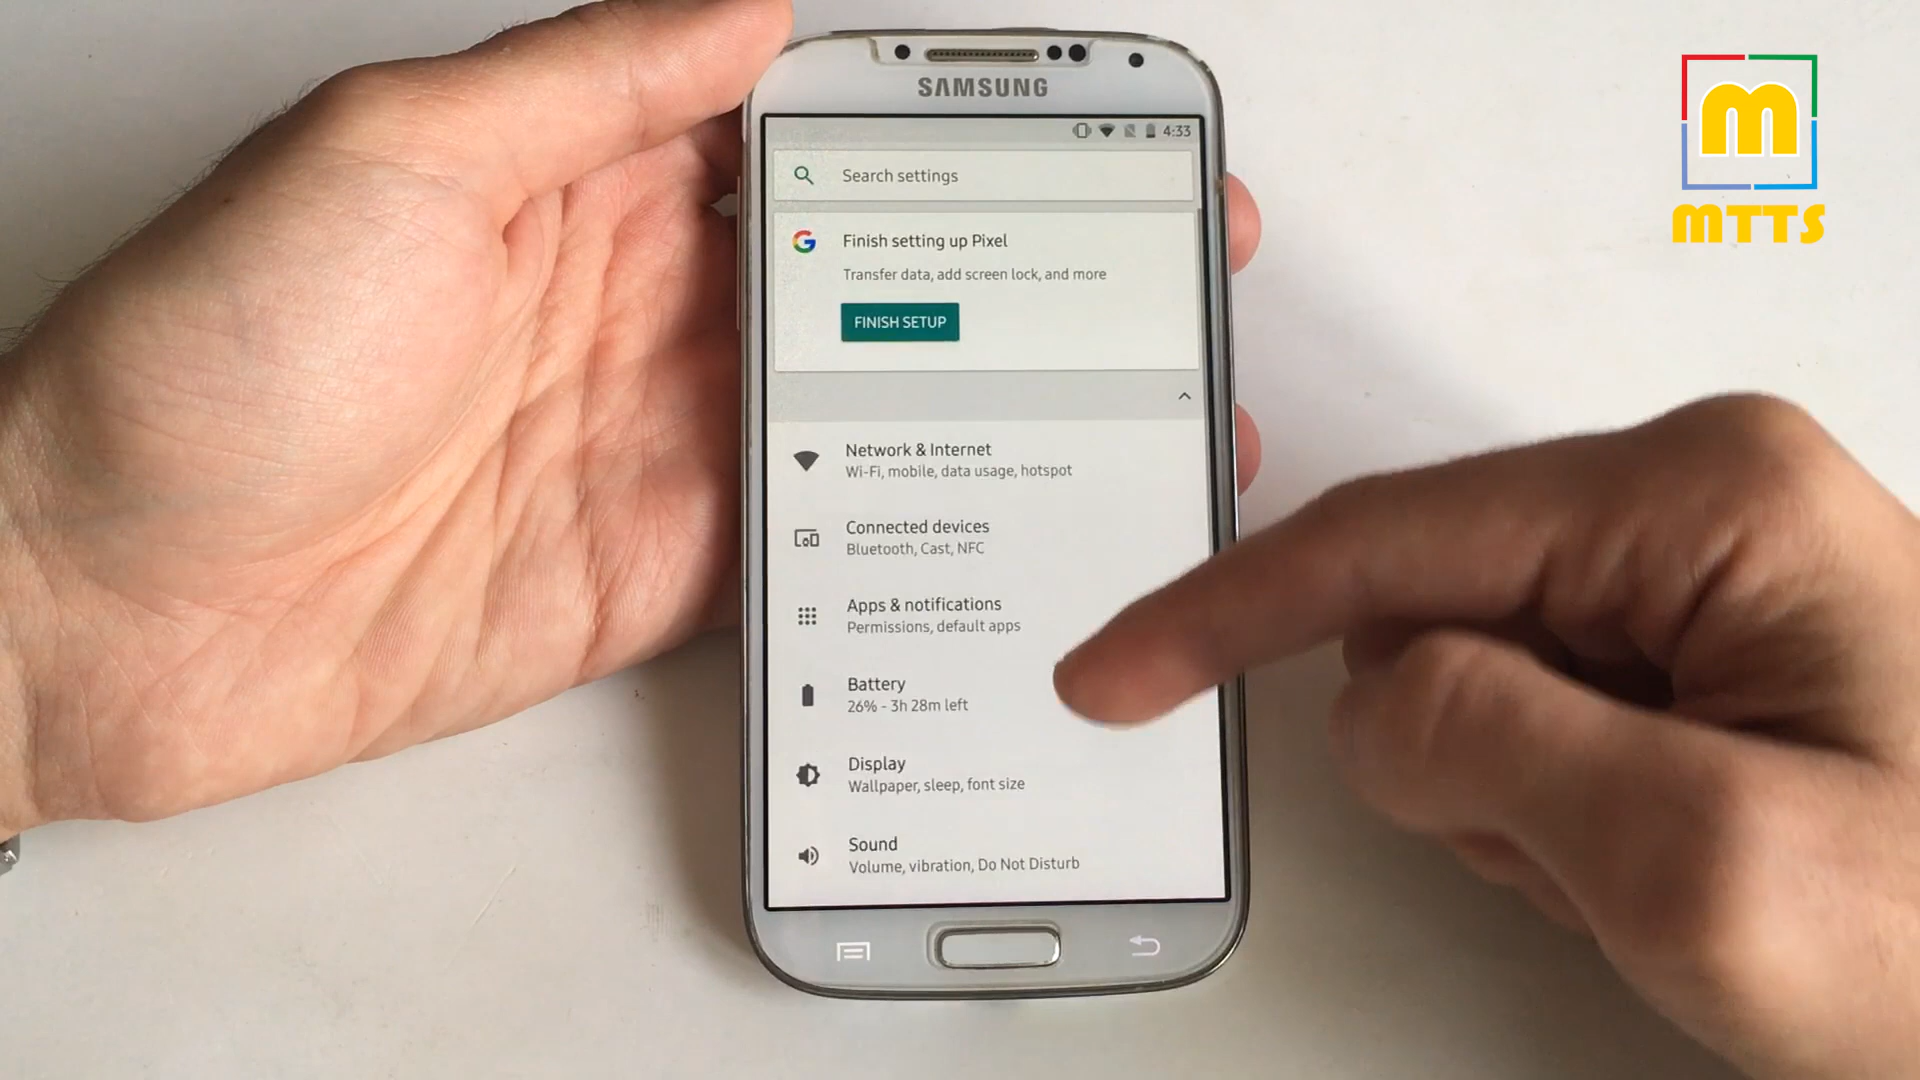 SAMSUNG
4:33
Search settings
Finish setting up Pixel
Transfer data, add screen lock, and more
FINISH SETUP
Network & Internet
Wi-Fi, mobile, data usage, hotspot
Connected devices
Bluetooth, Cast, NFC
Apps & notifications
Permissions, default apps
Battery
26% - 3h 28m left
Display
Wallpaper, sleep, font size
Sound
Volume, vibration, Do Not Disturb
m
MTTS